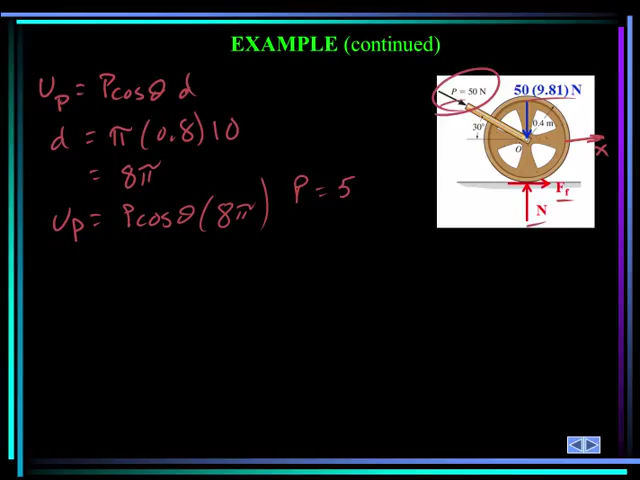 EXAMPLE (continued)
Up = Pcosθ d
d = π(0.8)10
= 8π
Up = Pcosθ(8π) P = 5
P = 50 N
50 (9.81) N
0.4 m
30°
O
x
Ff
N